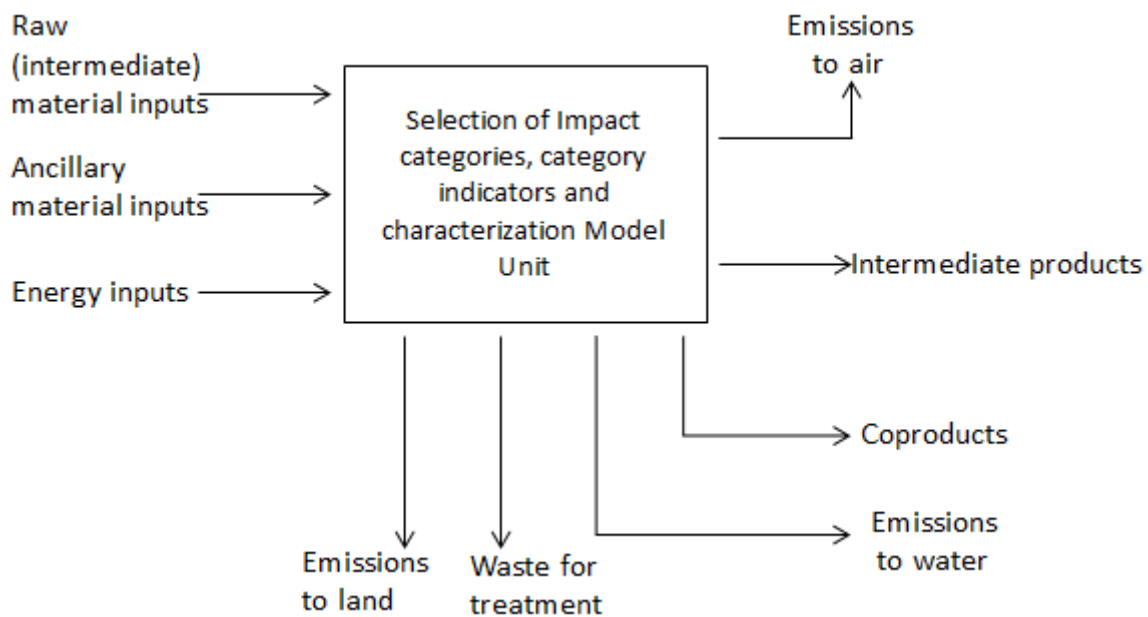 Raw
(intermediate)
material inputs
Ancillary
material inputs
Energy inputs
Selection of Impact
categories, category
indicators and
characterization Model
Unit
Emissions
to air
Intermediate products
Coproducts
Emissions
to water
Emissions
to land
Waste for
treatment